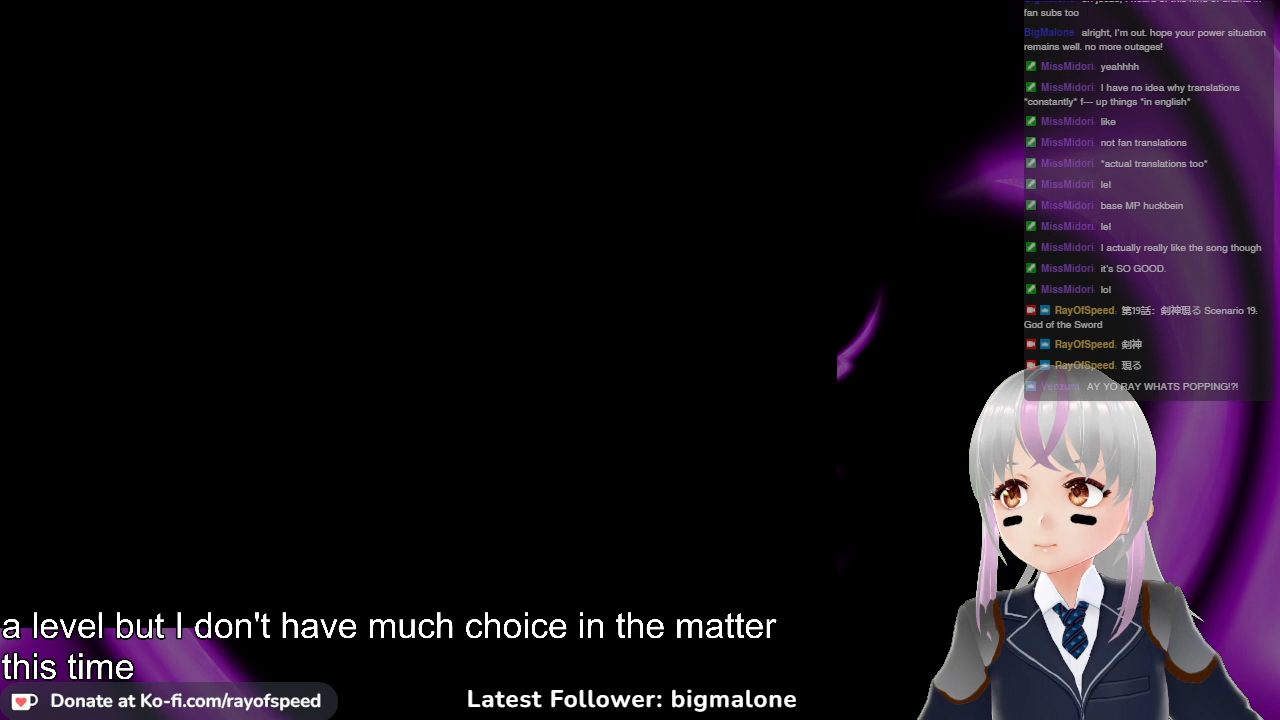 fan subs too
BigMalone: alright, I'm out. hope your power situation
remains well. no more outages!
MissMidori: yeahhhh
MissMidori: I have no idea why translations
*constantly* f--- up things *in english*
MissMidori: like
MissMidori: not fan translations
MissMidori: *actual translations too*
MissMidori: lel
MissMidori: base MP huckbein
MissMidori: lel
MissMidori: I actually really like the song though
MissMidori: it's SO GOOD.
MissMidori: lol
RayOfSpeed: 第19話: 剣神現る Scenario 19:
God of the Sword
RayOfSpeed: 剣神
RayOfSpeed: 現る
AY YO RAY WHATS POPPING!?!
a level but I don't have much choice in the matter
this time
Donate at Ko-fi.com/rayofspeed
Latest Follower: bigmalone